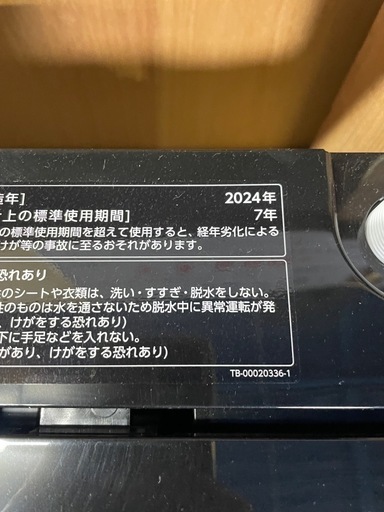 造年] 2024年
計上の標準使用期間] 7年
の標準使用期間を超えて使用すると、経年劣化による
けが等の事故に至るおそれがあります。
恐れあり
のシートや衣類は、洗い・すすぎ・脱水をしない。
性のものは水を通さないため脱水中に異常運転が発
、けがをする恐れあり)
下に手足などを入れない。
があり、けがをする恐れあり)
TB-00020336-1